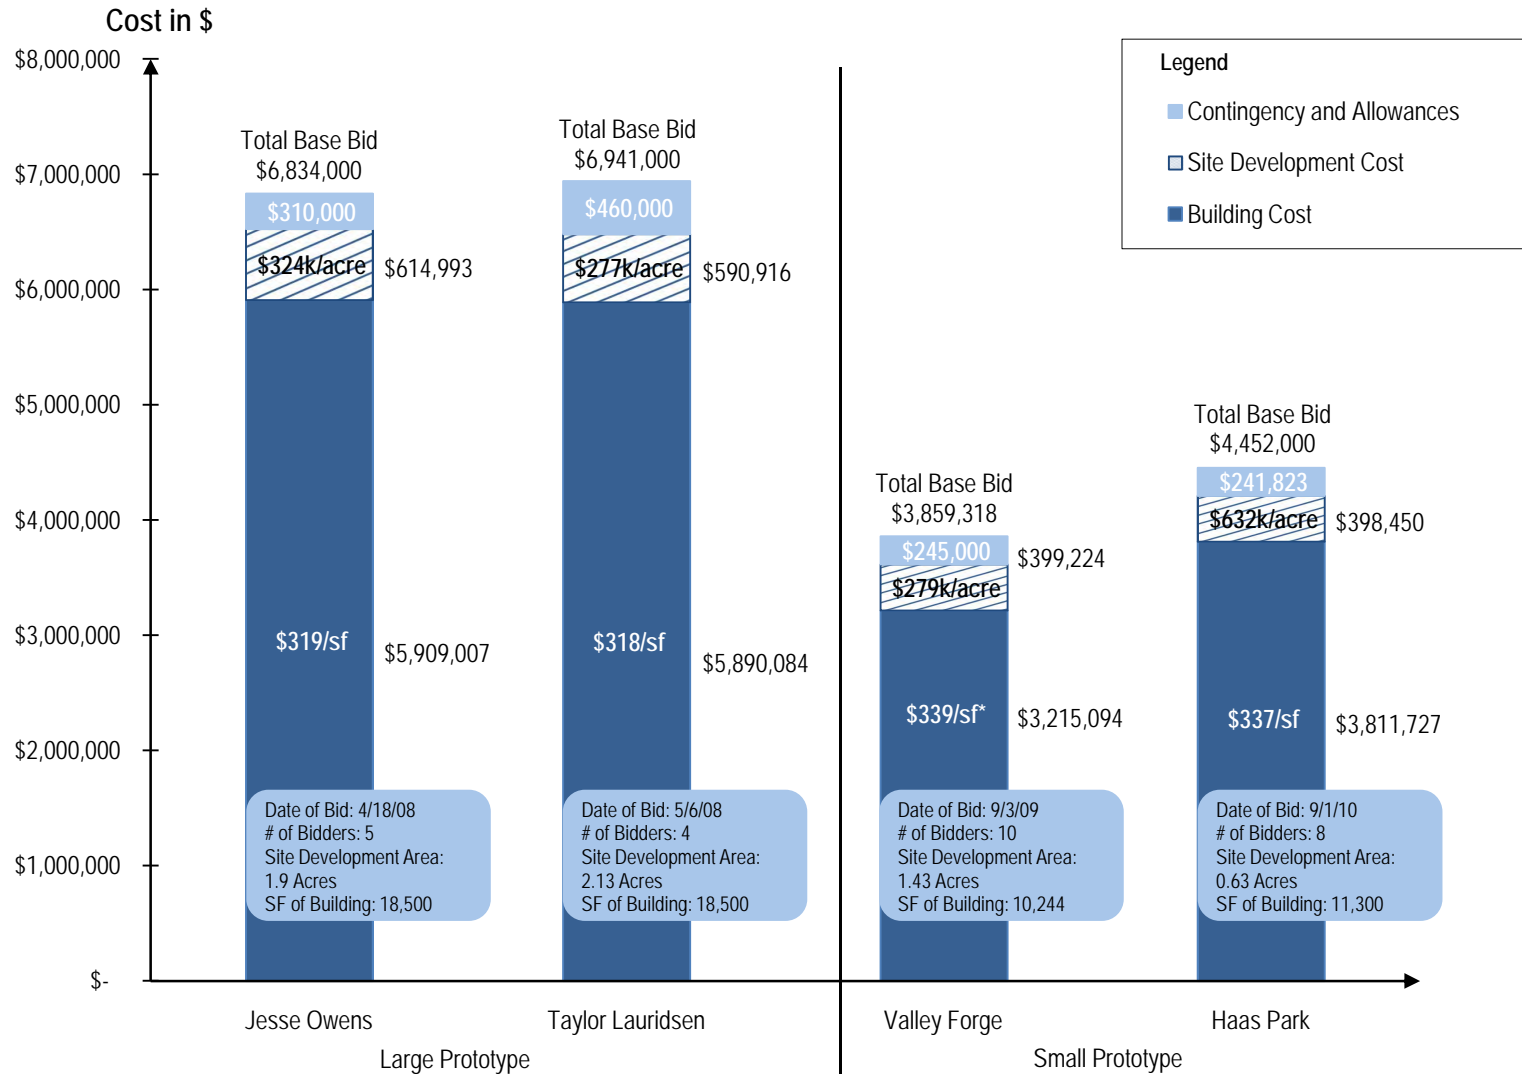 Cost in $
$8,000,000
$7,000,000
$6,000,000
$5,000,000
$4,000,000
$3,000,000
$2,000,000
$1,000,000
$-
Legend
Contingency and Allowances
Site Development Cost
Building Cost
Total Base Bid
$6,834,000
$310,000
$324k/acre
$614,993
$319/sf
$5,909,007
Date of Bid: 4/18/08
# of Bidders: 5
Site Development Area:
1.9 Acres
SF of Building: 18,500
Total Base Bid
$6,941,000
$460,000
$277k/acre
$590,916
$318/sf
$5,890,084
Date of Bid: 5/6/08
# of Bidders: 4
Site Development Area:
2.13 Acres
SF of Building: 18,500
Total Base Bid
$3,859,318
$245,000
$399,224
$279k/acre
$339/sf*
$3,215,094
Date of Bid: 9/3/09
# of Bidders: 10
Site Development Area:
1.43 Acres
SF of Building: 10,244
Total Base Bid
$4,452,000
$241,823
$632k/acre
$398,450
$337/sf
$3,811,727
Date of Bid: 9/1/10
# of Bidders: 8
Site Development Area:
0.63 Acres
SF of Building: 11,300
Jesse Owens
Taylor Lauridsen
Valley Forge
Haas Park
Large Prototype
Small Prototype